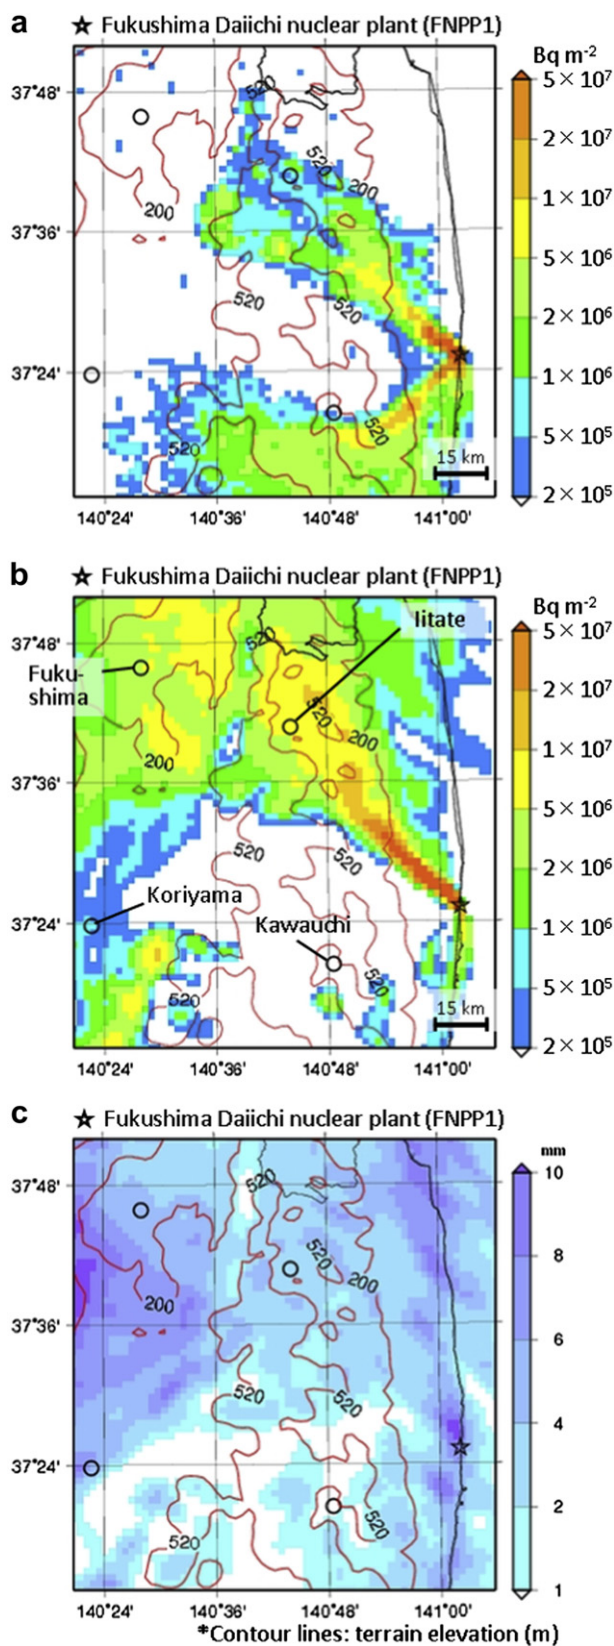 a
☆ Fukushima Daiichi nuclear plant (FNPP1)
Bq m-2
37°48'
37°36'
37°24'
520
520
200
200
520
520
520
520
15 km
140°24'
140°36'
140°48'
141°00'
5 × 10⁷
2 × 10⁷
1 × 10⁷
5 × 10⁶
2 × 10⁶
1 × 10⁶
5 × 10⁵
2 × 10⁵
b
☆ Fukushima Daiichi nuclear plant (FNPP1)
Bq m-2
37°48'
37°36'
37°24'
520
Iitate
Fuku-
shima
520
200
200
520
520
Koriyama
Kawauchi
520
520
15 km
140°24'
140°36'
140°48'
141°00'
5 × 10⁷
2 × 10⁷
1 × 10⁷
5 × 10⁶
2 × 10⁶
1 × 10⁶
5 × 10⁵
2 × 10⁵
c
☆ Fukushima Daiichi nuclear plant (FNPP1)
mm
37°48'
37°36'
37°24'
520
520
200
200
520
520
520
520
140°24'
140°36'
140°48'
141°00'
10
8
6
4
2
1
*Contour lines: terrain elevation (m)